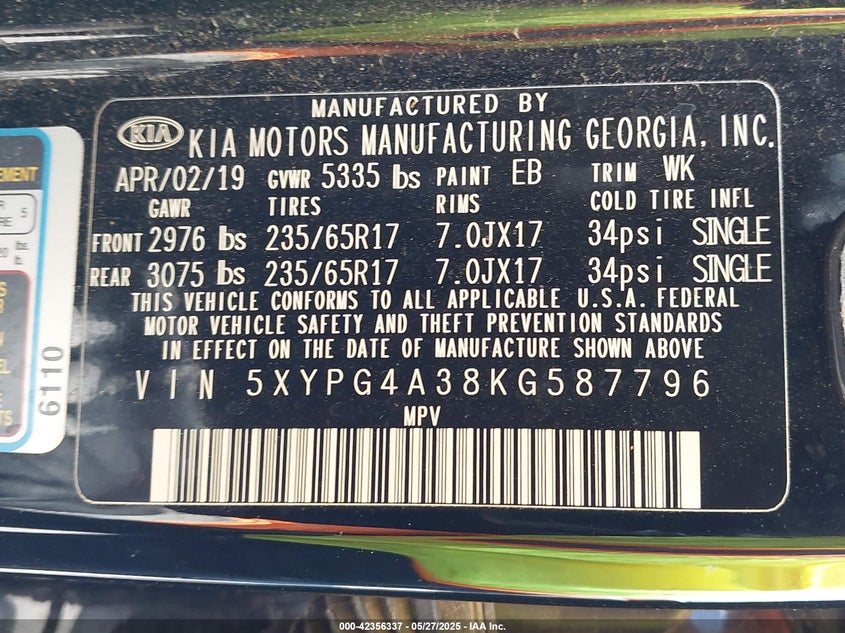 MANUFACTURED BY
KIA KIA MOTORS MANUFACTURING GEORGIA, INC.
APR/02/19 GVWR 5335 lbs PAINT EB TRIM WK
GAWR TIRES RIMS COLD TIRE INFL
FRONT 2976 lbs 235/65R17 7.0JX17 34psi SINGLE
REAR 3075 lbs 235/65R17 7.0JX17 34psi SINGLE
THIS VEHICLE CONFORMS TO ALL APPLICABLE U.S.A. FEDERAL
MOTOR VEHICLE SAFETY AND THEFT PREVENTION STANDARDS
IN EFFECT ON THE DATE OF MANUFACTURE SHOWN ABOVE
VIN 5XYPG4A38KG587796
MPV
6110
000-42356337 - 05/27/2025 - IAA Inc.